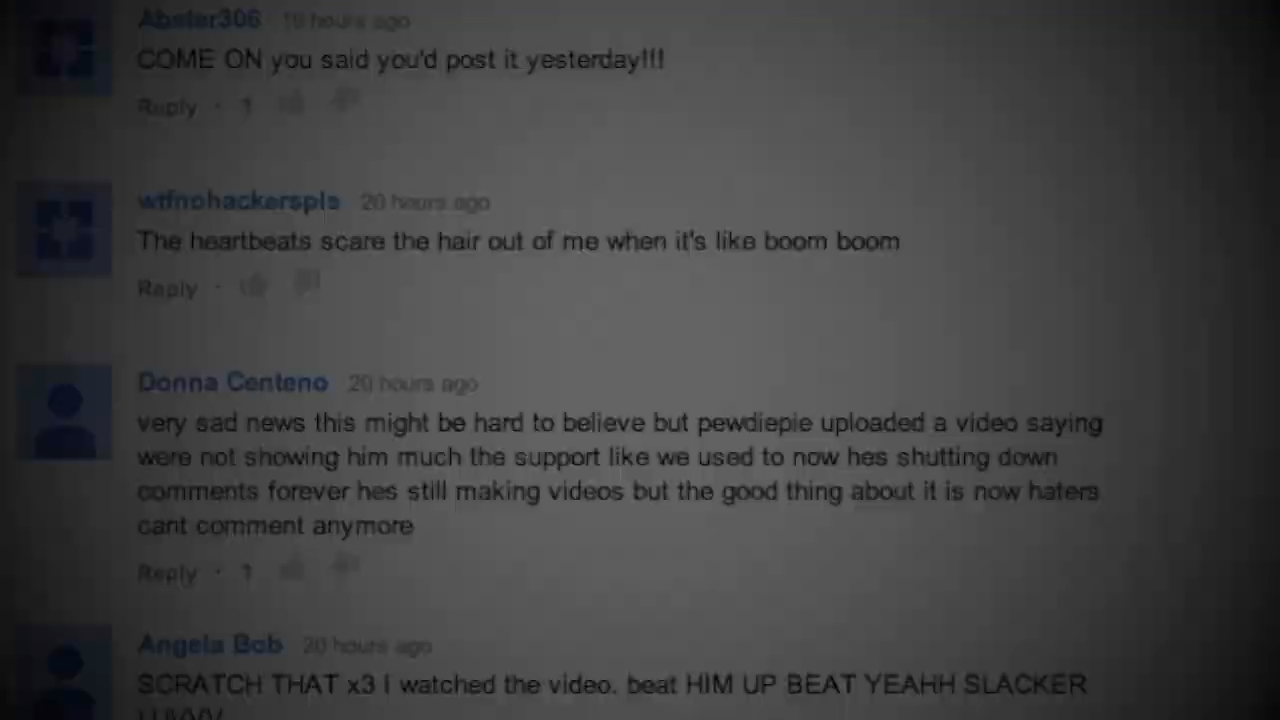 Abster306 19 hours ago
COME ON you said you'd post it yesterday!!!
Reply · 1
wtfnohackerspls 20 hours ago
The heartbeats scare the hair out of me when it's like boom boom
Reply ·
Donna Centeno 20 hours ago
very sad news this might be hard to believe but pewdiepie uploaded a video saying
were not showing him much the support like we used to now hes shutting down
comments forever hes still making videos but the good thing about it is now haters
cant comment anymore
Reply · 1
Angela Bob 20 hours ago
SCRATCH THAT x3 I watched the video. beat HIM UP BEAT YEAHH SLACKER